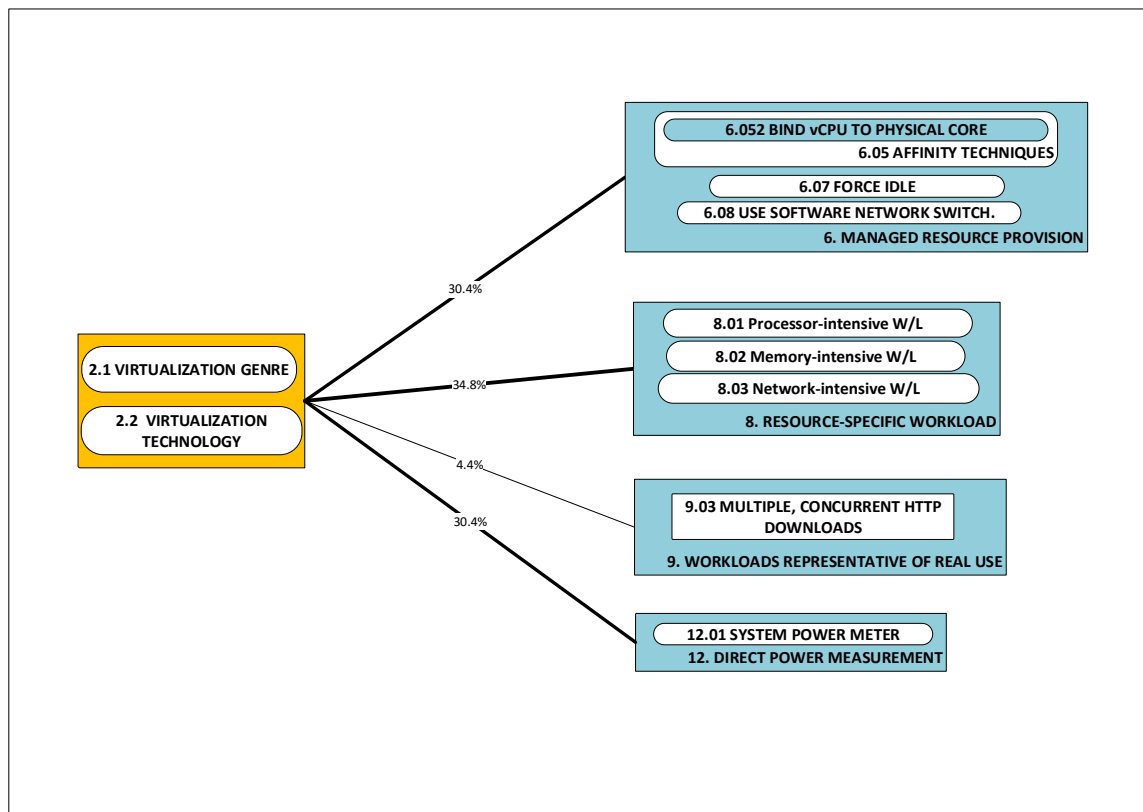 6.052 BIND vCPU TO PHYSICAL CORE
6.05 AFFINITY TECHNIQUES
6.07 FORCE IDLE
6.08 USE SOFTWARE NETWORK SWITCH.
6. MANAGED RESOURCE PROVISION
30.4%
8.01 Processor-intensive W/L
8.02 Memory-intensive W/L
8.03 Network-intensive W/L
8. RESOURCE-SPECIFIC WORKLOAD
34.8%
2.1 VIRTUALIZATION GENRE
2.2 VIRTUALIZATION
TECHNOLOGY
4.4%
9.03 MULTIPLE, CONCURRENT HTTP
DOWNLOADS
9. WORKLOADS REPRESENTATIVE OF REAL USE
30.4%
12.01 SYSTEM POWER METER
12. DIRECT POWER MEASUREMENT